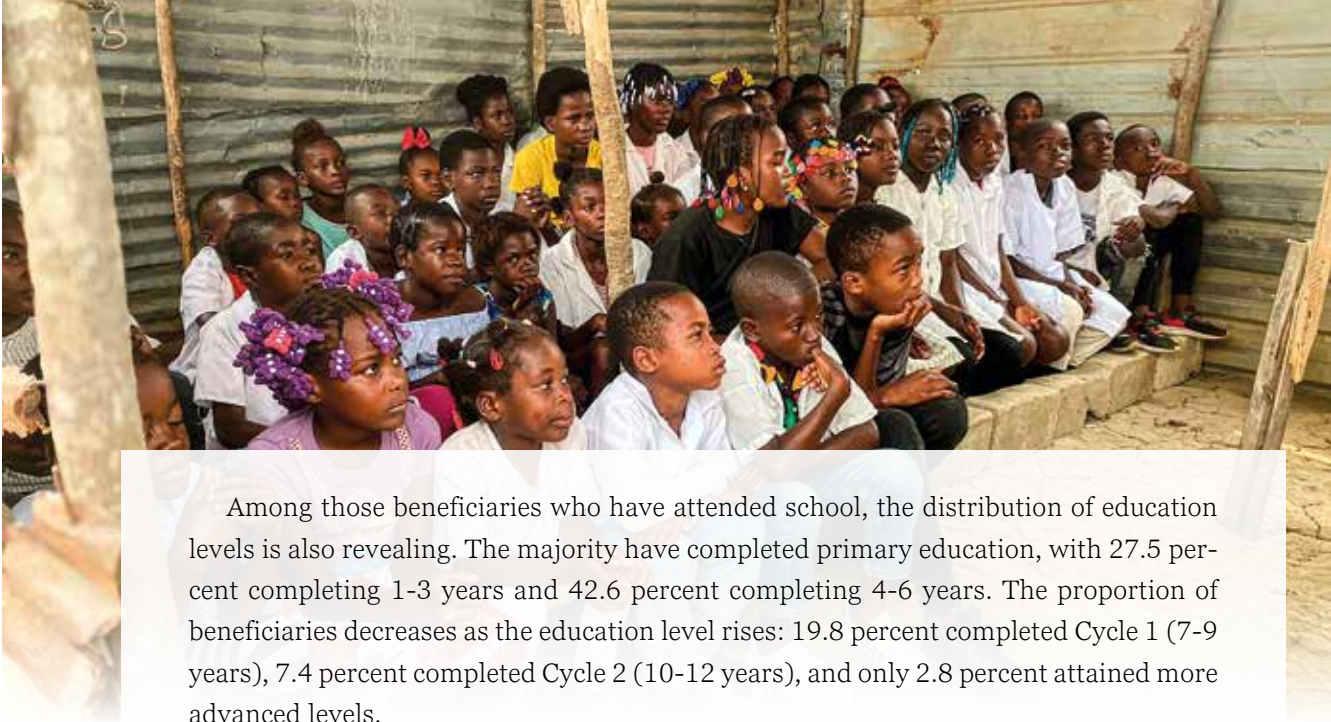 Among those beneficiaries who have attended school, the distribution of education
levels is also revealing. The majority have completed primary education, with 27.5 per-
cent completing 1-3 years and 42.6 percent completing 4-6 years. The proportion of
beneficiaries decreases as the education level rises: 19.8 percent completed Cycle 1 (7-9
years), 7.4 percent completed Cycle 2 (10-12 years), and only 2.8 percent attained more
advanced levels.